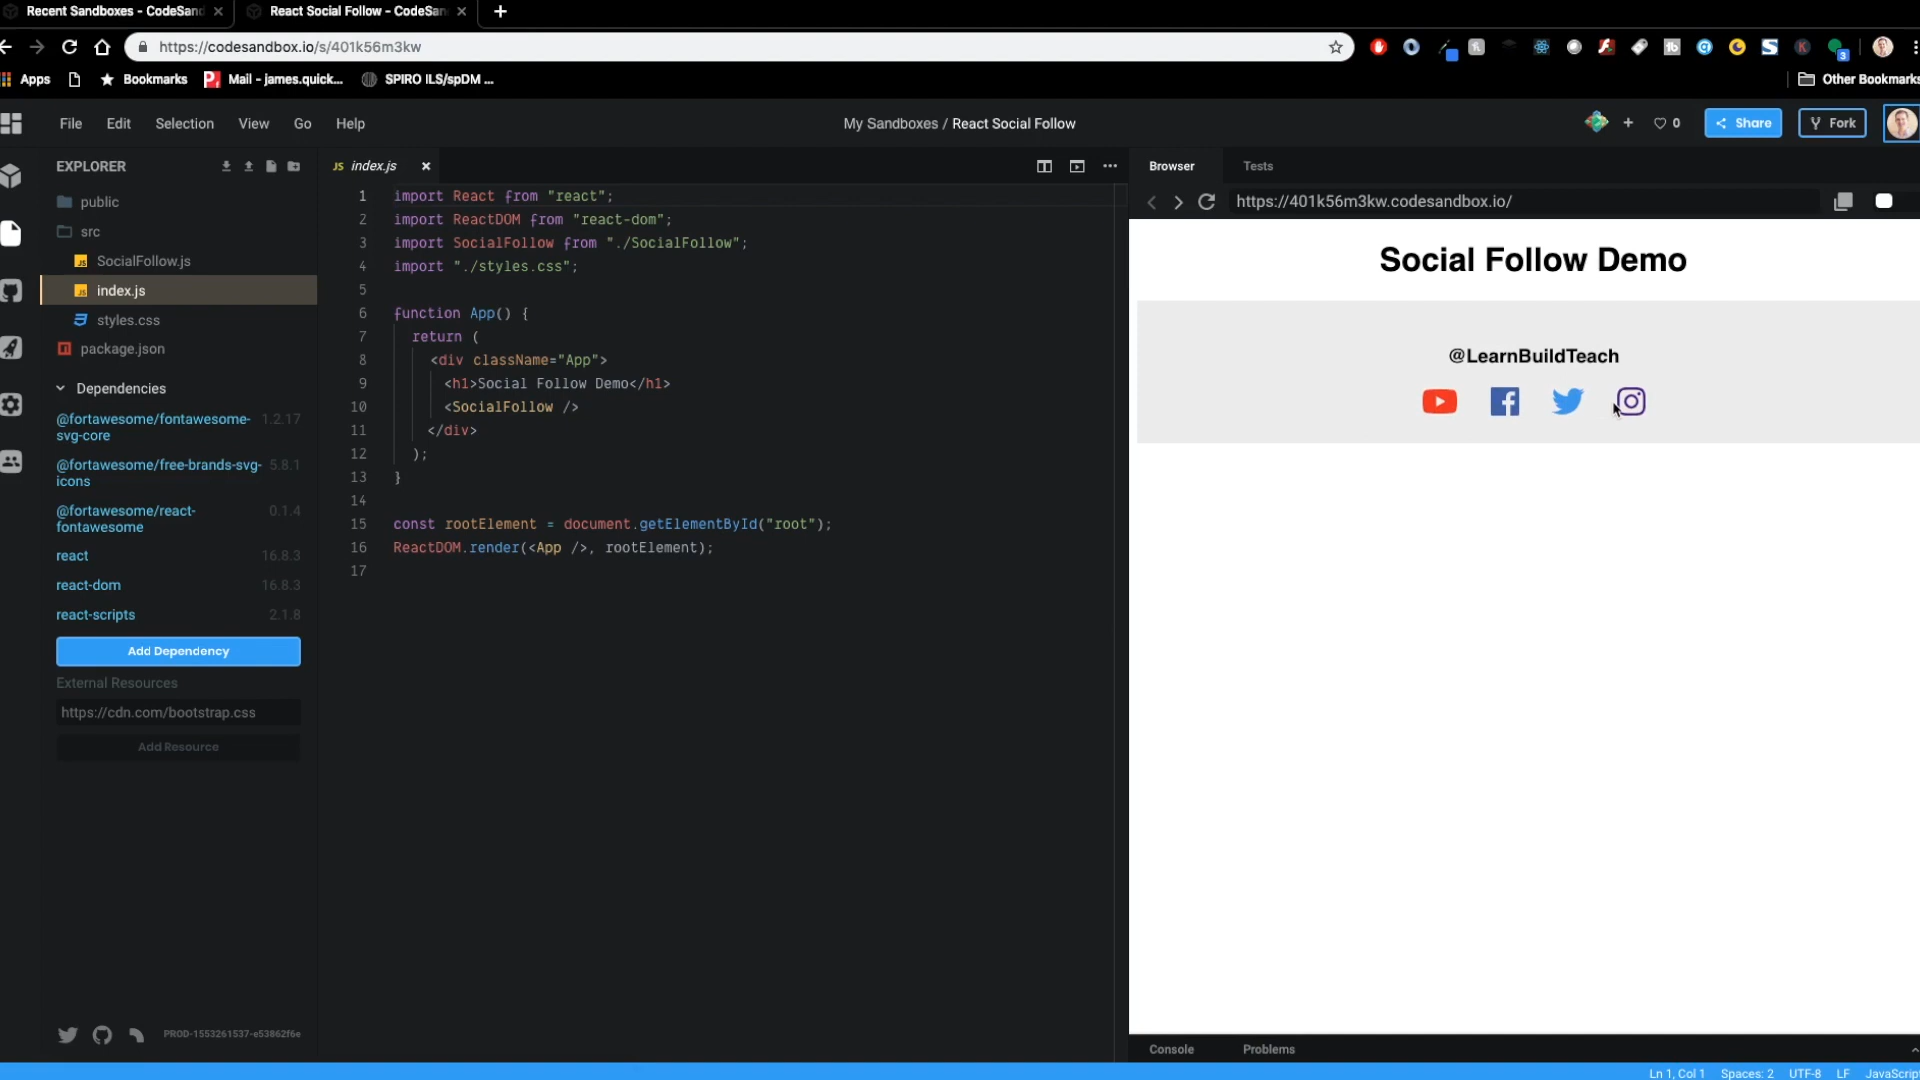 Recent Sandboxes - CodeSand
React Social Follow - CodeSan
https://codesandbox.io/s/401k56m3kw
Apps
Bookmarks
Mail - james.quick...
SPIRO ILS/spDM ...
Other Bookmarks
File Edit Selection View Go Help
My Sandboxes / React Social Follow
0
Share
Fork
EXPLORER
public
src
SocialFollow.js
index.js
styles.css
package.json
Dependencies
@fortawesome/fontawesome-svg-core 1.2.17
@fortawesome/free-brands-svg-icons 5.8.1
@fortawesome/react-fontawesome 0.1.4
react 16.8.3
react-dom 16.8.3
react-scripts 2.1.8
Add Dependency
External Resources
https://cdn.com/bootstrap.css
Add Resource
PROD-1553261537-e53862f6e
JS index.js
1 import React from "react";
2 import ReactDOM from "react-dom";
3 import SocialFollow from "./SocialFollow";
4 import "./styles.css";
5
6 function App() {
7 return (
8 <div className="App">
9 <h1>Social Follow Demo</h1>
10 <SocialFollow />
11 </div>
12 );
13 }
14
15 const rootElement = document.getElementById("root");
16 ReactDOM.render(<App />, rootElement);
17
Browser Tests
https://401k56m3kw.codesandbox.io/
Social Follow Demo
@LearnBuildTeach
Console Problems
Ln 1, Col 1 Spaces: 2 UTF-8 LF JavaScrip